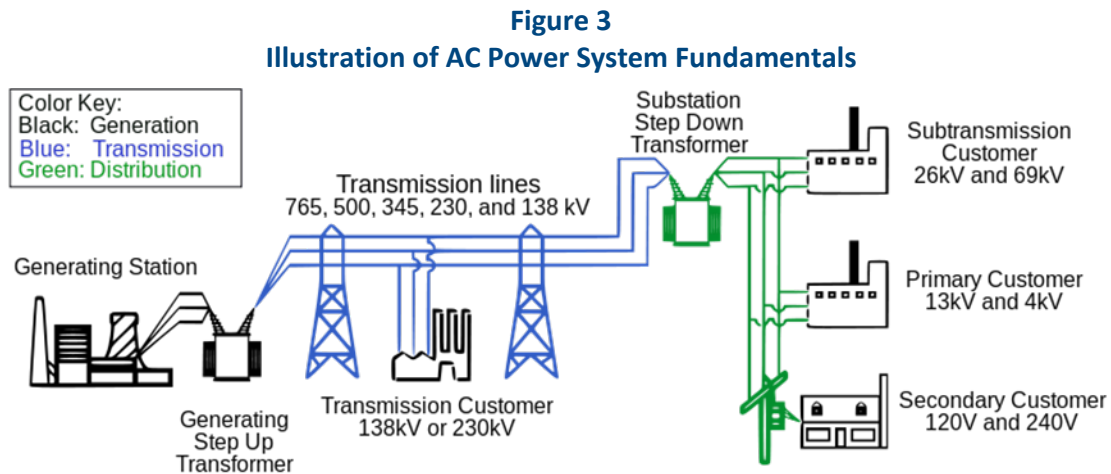 Figure 3
Illustration of AC Power System Fundamentals
Color Key:
Black: Generation
Blue: Transmission
Green: Distribution
Substation
Step Down
Transformer
Subtransmission
Customer
26kV and 69kV
Transmission lines
765, 500, 345, 230, and 138 kV
Generating Station
Primary Customer
13kV and 4kV
Transmission Customer
138kV or 230kV
Generating
Step Up
Transformer
Secondary Customer
120V and 240V